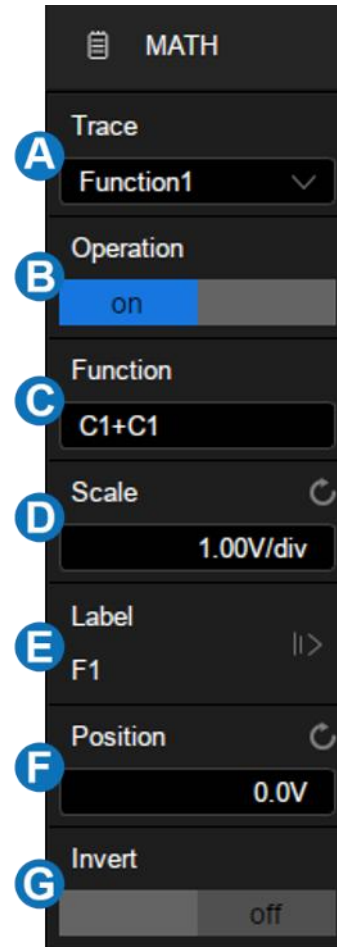 MATH
Trace
A
Function1
Operation
B
on
Function
C
C1+C1
Scale
D
1.00V/div
Label
E
F1
Position
F
0.0V
Invert
G
off